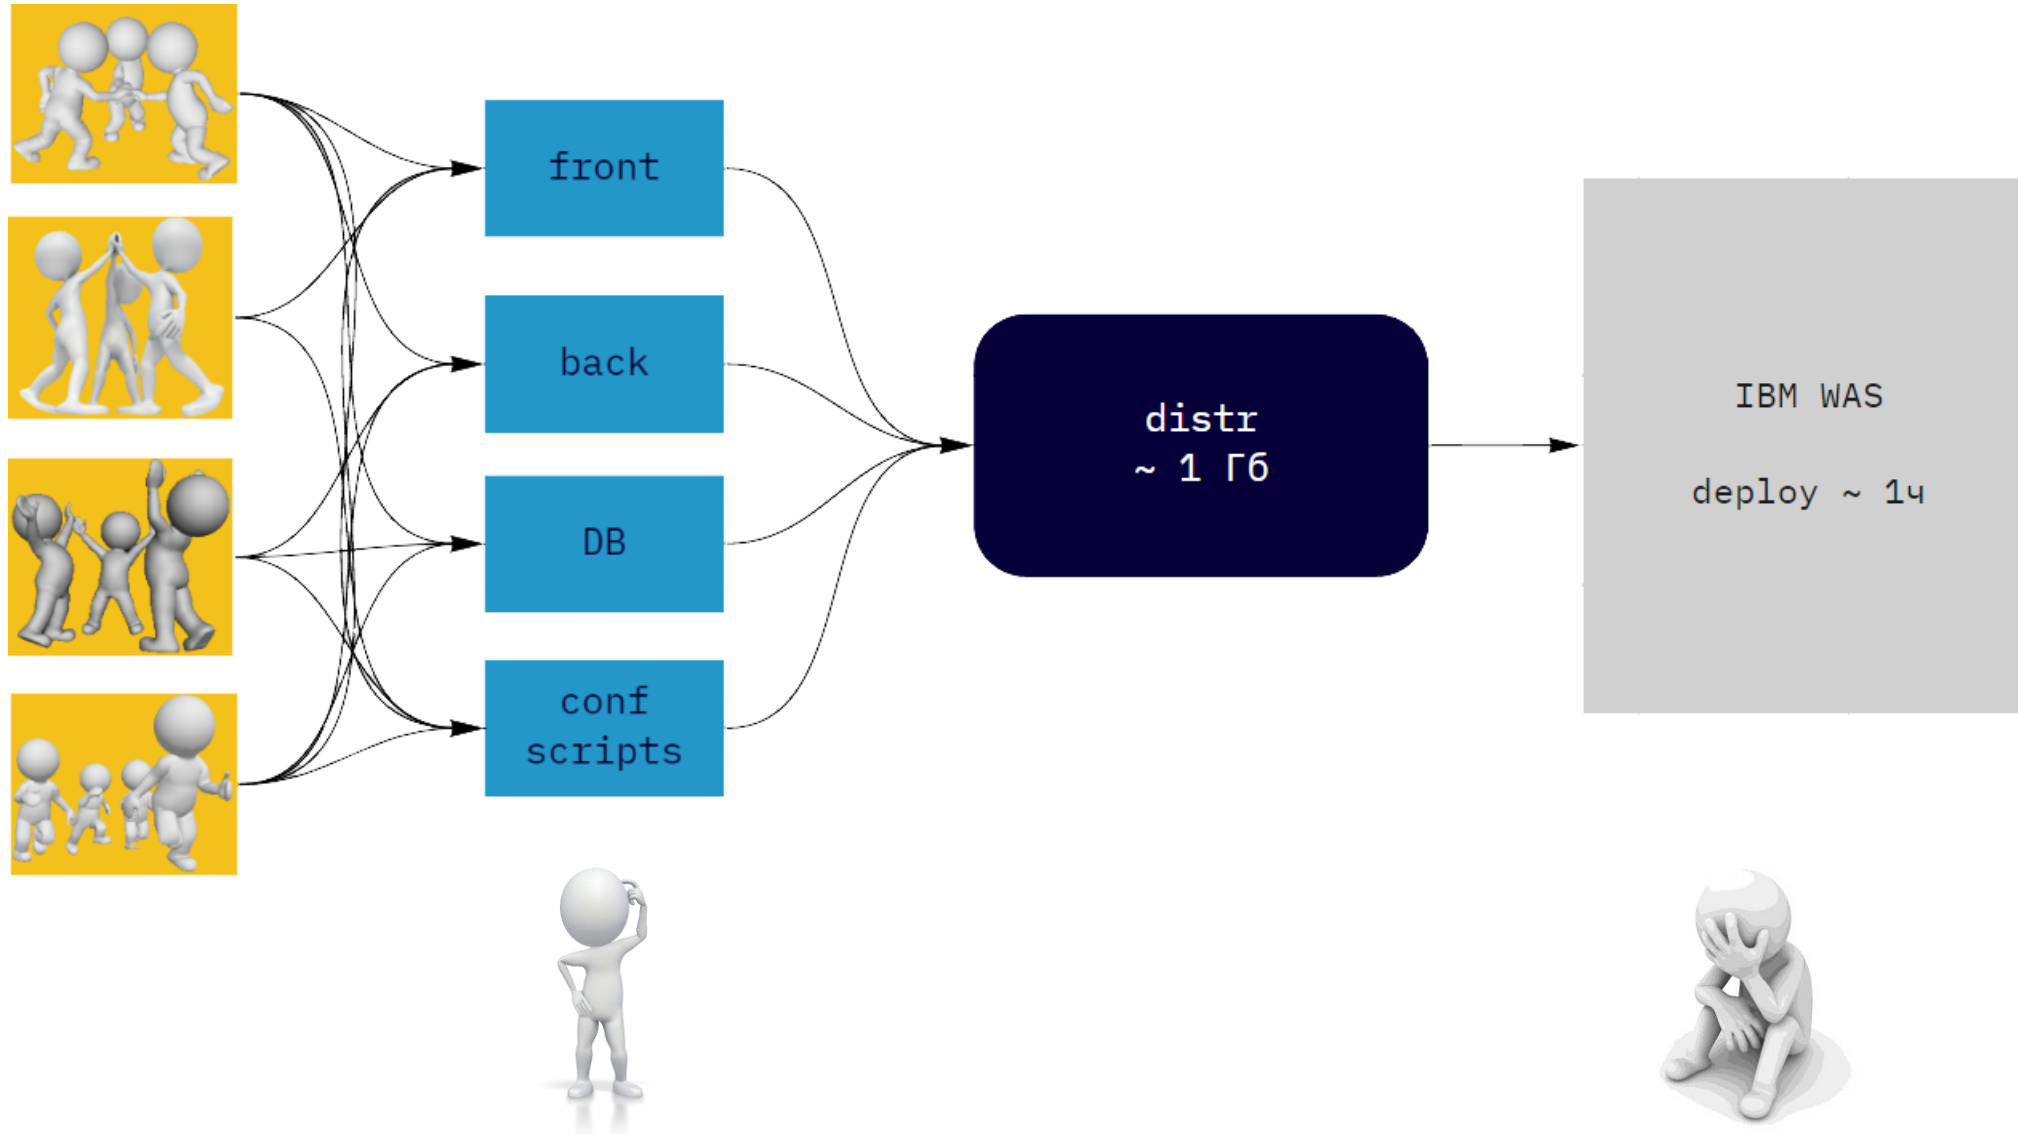 front
back
DB
conf
scripts
distr
~ 1 Гб
IBM WAS
deploy ~ 1ч